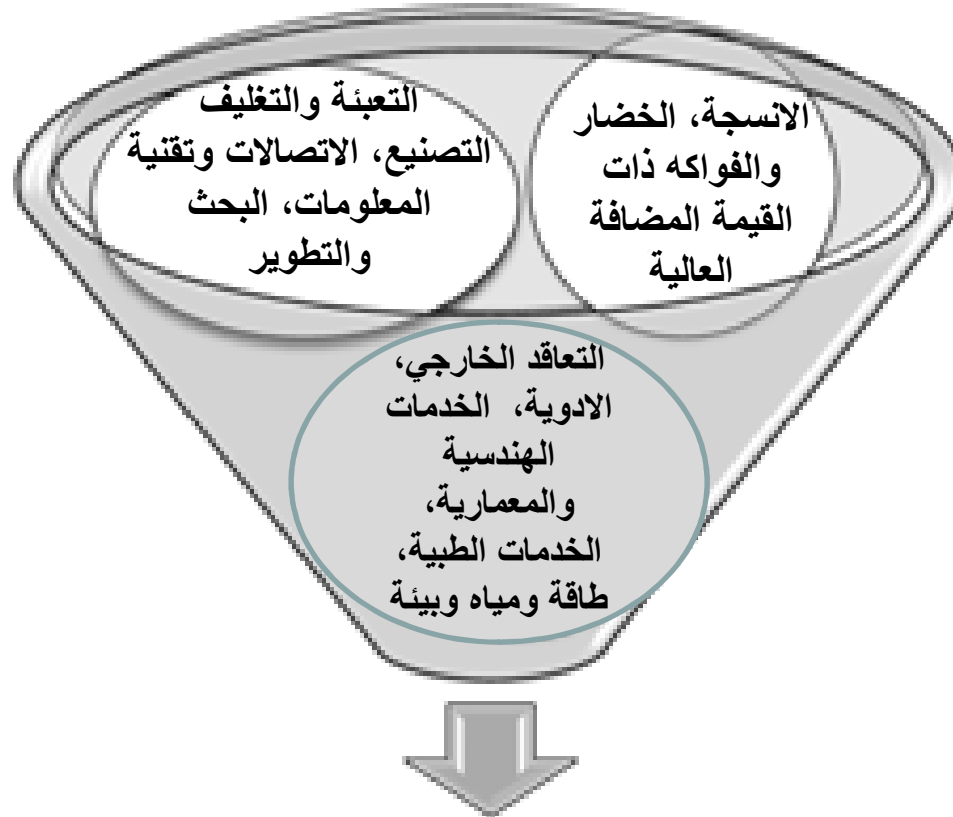 الانسجة، الخضار
والفواكه ذات
القيمة المضافة
العالية
التعبئة والتغليف
التصنيع، الاتصالات وتقنية
المعلومات، البحث
والتطوير
التعاقد الخارجي،
الادوية، الخدمات
الهندسية
والمعمارية،
الخدمات الطبية،
طاقة ومياه وبيئة